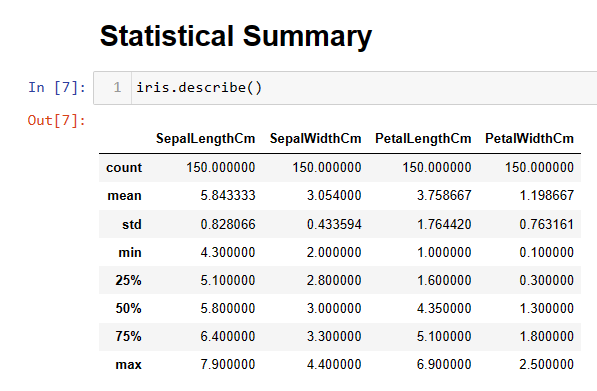 Statistical Summary
In [7]: 1 iris.describe()
Out[7]:
SepalLengthCm SepalWidthCm PetalLengthCm PetalWidthCm
count 150.000000 150.000000 150.000000 150.000000
mean 5.843333 3.054000 3.758667 1.198667
std 0.828066 0.433594 1.764420 0.763161
min 4.300000 2.000000 1.000000 0.100000
25% 5.100000 2.800000 1.600000 0.300000
50% 5.800000 3.000000 4.350000 1.300000
75% 6.400000 3.300000 5.100000 1.800000
max 7.900000 4.400000 6.900000 2.500000